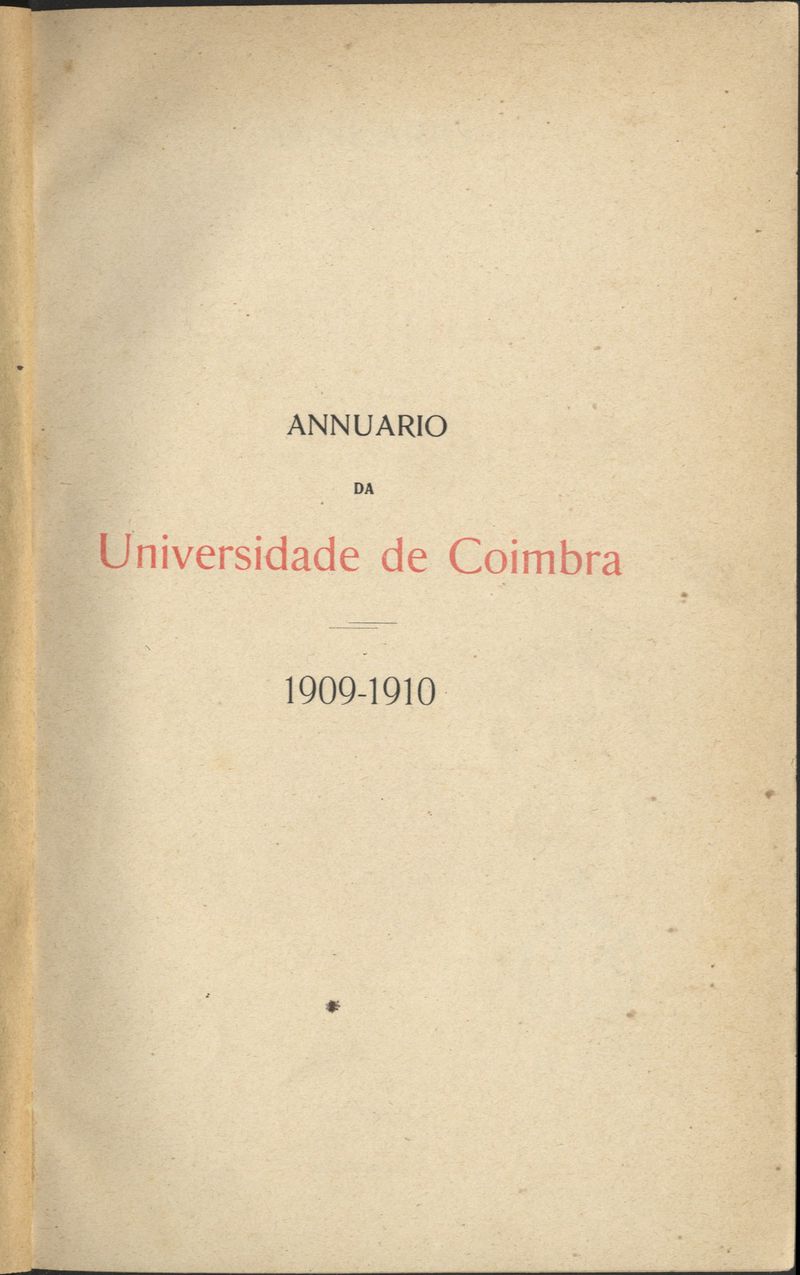 ANNUARIO
DA
Universidade de Coimbra
1909-1910